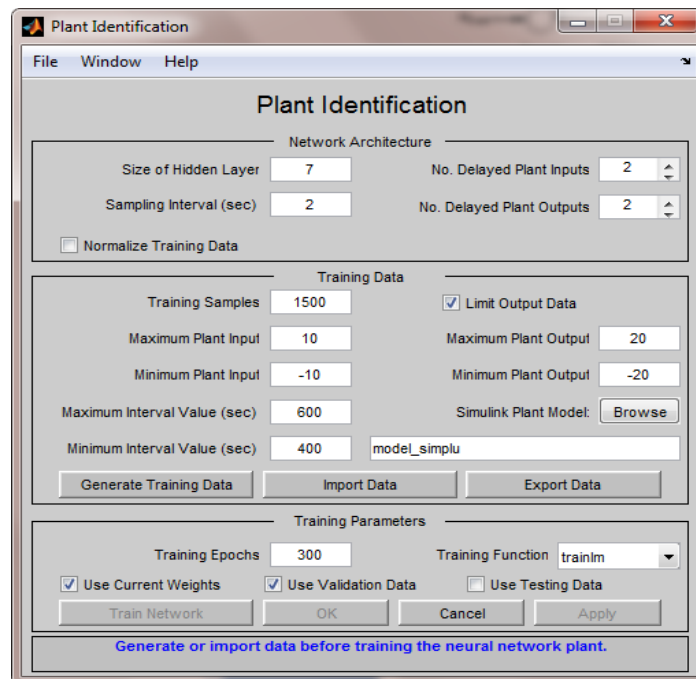 Plant Identification
File Window Help
Plant Identification
Network Architecture
Size of Hidden Layer 7 No. Delayed Plant Inputs 2
Sampling Interval (sec) 2 No. Delayed Plant Outputs 2
Normalize Training Data
Training Data
Training Samples 1500 Limit Output Data
Maximum Plant Input 10 Maximum Plant Output 20
Minimum Plant Input -10 Minimum Plant Output -20
Maximum Interval Value (sec) 600 Simulink Plant Model: Browse
Minimum Interval Value (sec) 400 model_simplu
Generate Training Data Import Data Export Data
Training Parameters
Training Epochs 300 Training Function trainlm
Use Current Weights Use Validation Data Use Testing Data
Train Network OK Cancel Apply
Generate or import data before training the neural network plant.